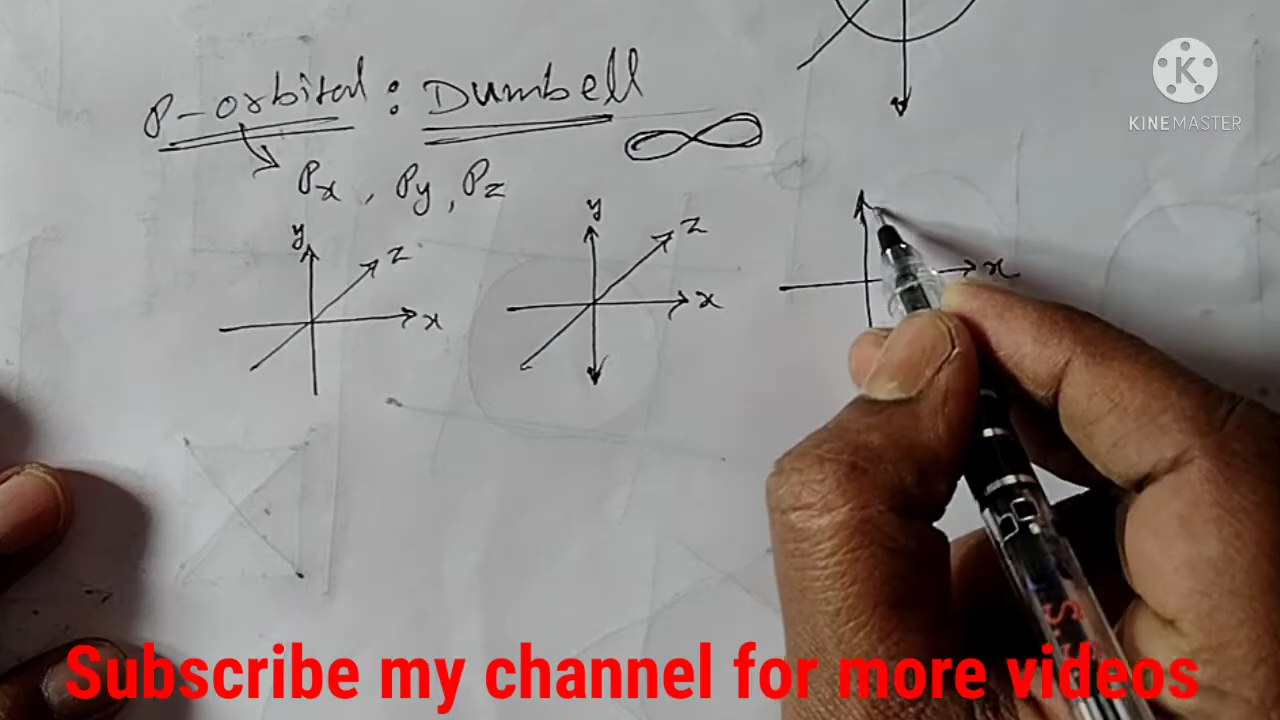 P-orbital : Dumbell
Px , Py , Pz
y z x
y z x
x
K
KINEMASTER
Subscribe my channel for more videos